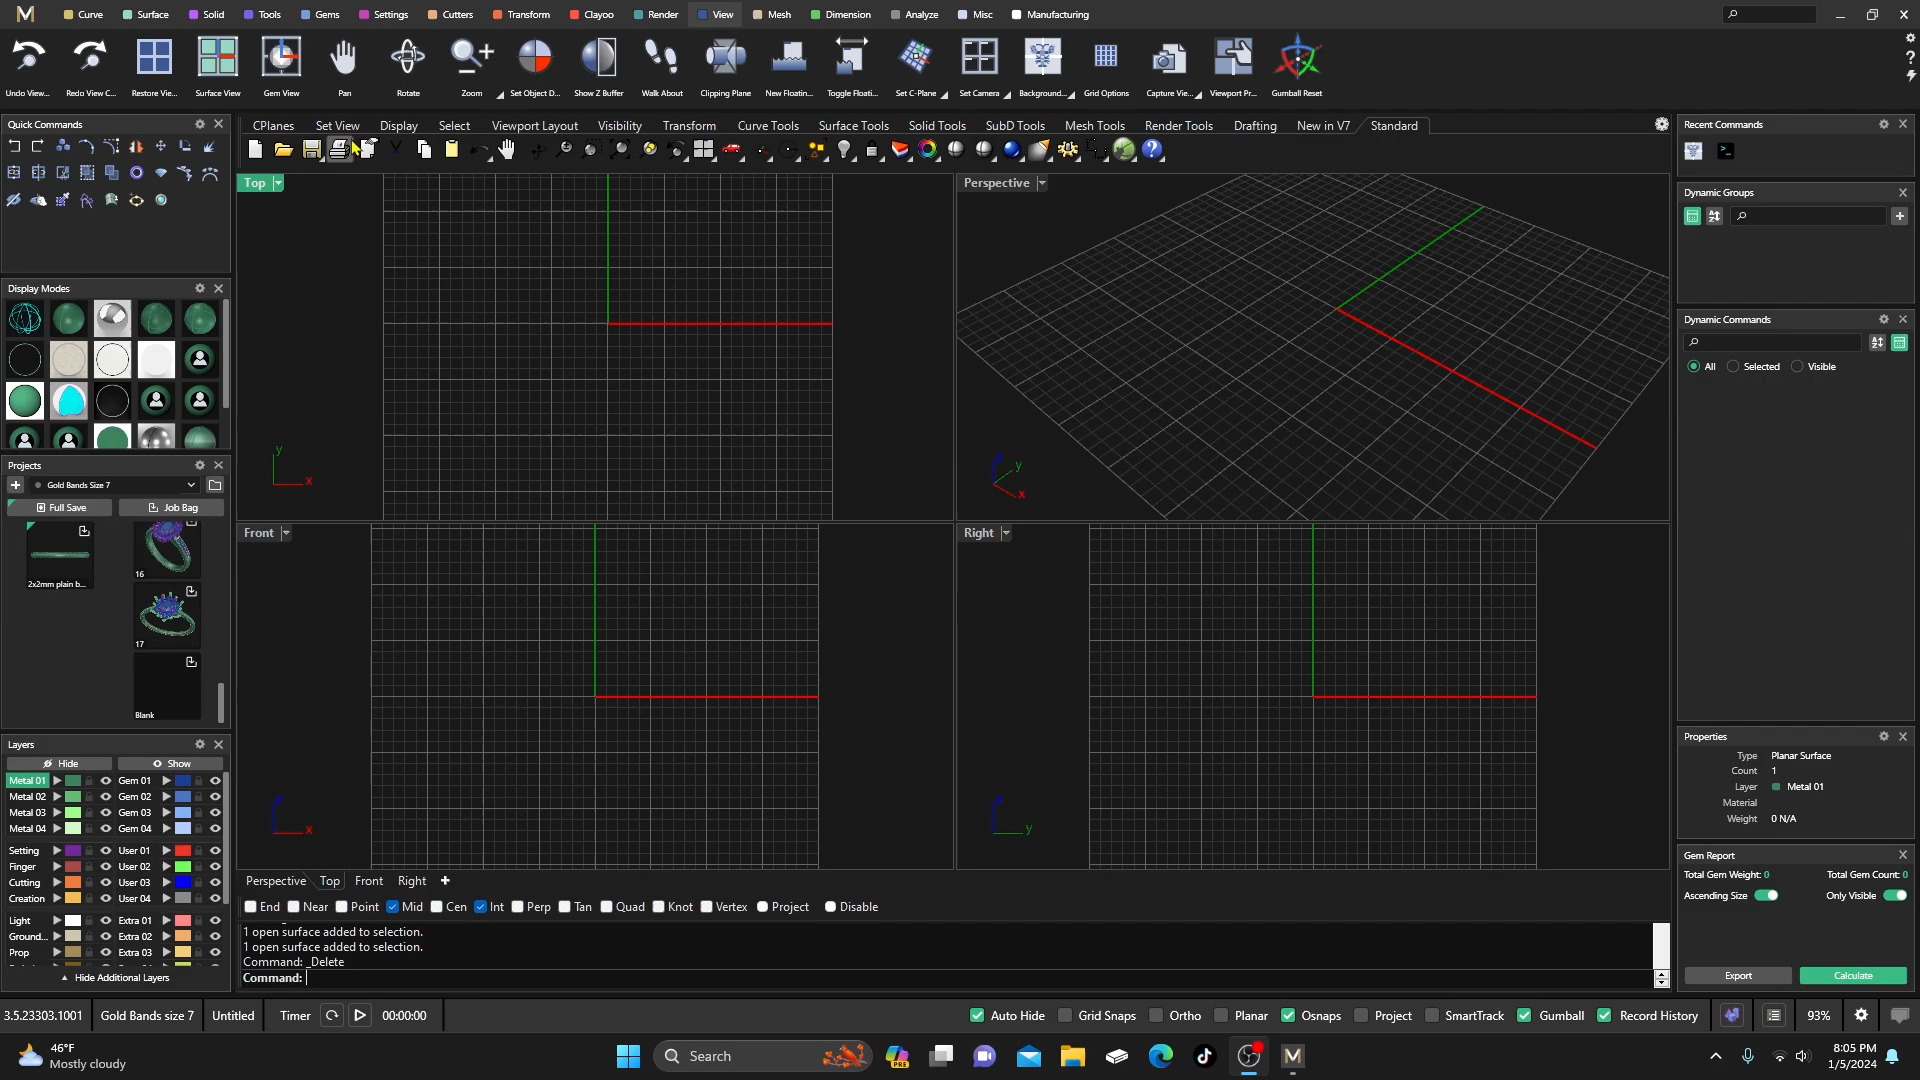 Curve Surface Solid Tools Gems Settings Cutters Transform Clayoo Render View Mesh Dimension Analyze Misc Manufacturing
Undo View... Redo View C... Restore Vie... Surface View Gem View Pan Rotate Zoom Set Object D... Show Z Buffer Walk About Clipping Plane New Floatin... Toggle Floati... Set C-Plane Set Camera Background... Grid Options Capture Vie... Viewport Pr... Gumball Reset
Quick Commands
CPlanes Set View Display Select Viewport Layout Visibility Transform Curve Tools Surface Tools Solid Tools SubD Tools Mesh Tools Render Tools Drafting New in V7 Standard
Recent Commands
Top
Perspective
Dynamic Groups
Display Modes
Dynamic Commands
All Selected Visible
y
x
y
x
Projects
Gold Bands Size 7
Full Save Job Bag
2x2mm plain b...
16
17
Blank
Front
Right
x
y
Layers
Hide Show
Metal 01 Gem 01
Metal 02 Gem 02
Metal 03 Gem 03
Metal 04 Gem 04
Setting User 01
Finger User 02
Cutting User 03
Creation User 04
Light Extra 01
Ground... Extra 02
Prop Extra 03
Hide Additional Layers
Properties
Type Planar Surface
Count 1
Layer Metal 01
Material
Weight 0 N/A
Gem Report
Total Gem Weight: 0 Total Gem Count: 0
Ascending Size Only Visible
Export Calculate
Perspective Top Front Right
End Near Point Mid Cen Int Perp Tan Quad Knot Vertex Project Disable
1 open surface added to selection.
1 open surface added to selection.
Command: _Delete
Command:
3.5.23303.1001 Gold Bands size 7 Untitled Timer 00:00:00 Auto Hide Grid Snaps Ortho Planar Osnaps Project SmartTrack Gumball Record History 93%
46°F
Mostly cloudy
Search
PRE
8:05 PM
1/5/2024